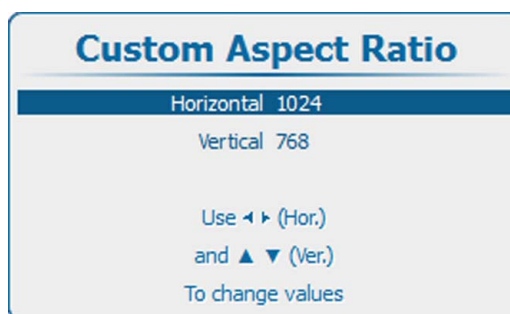 Custom Aspect Ratio
Horizontal 1024
Vertical 768
Use ◄ ► (Hor.)
and ▲ ▼ (Ver.)
To change values